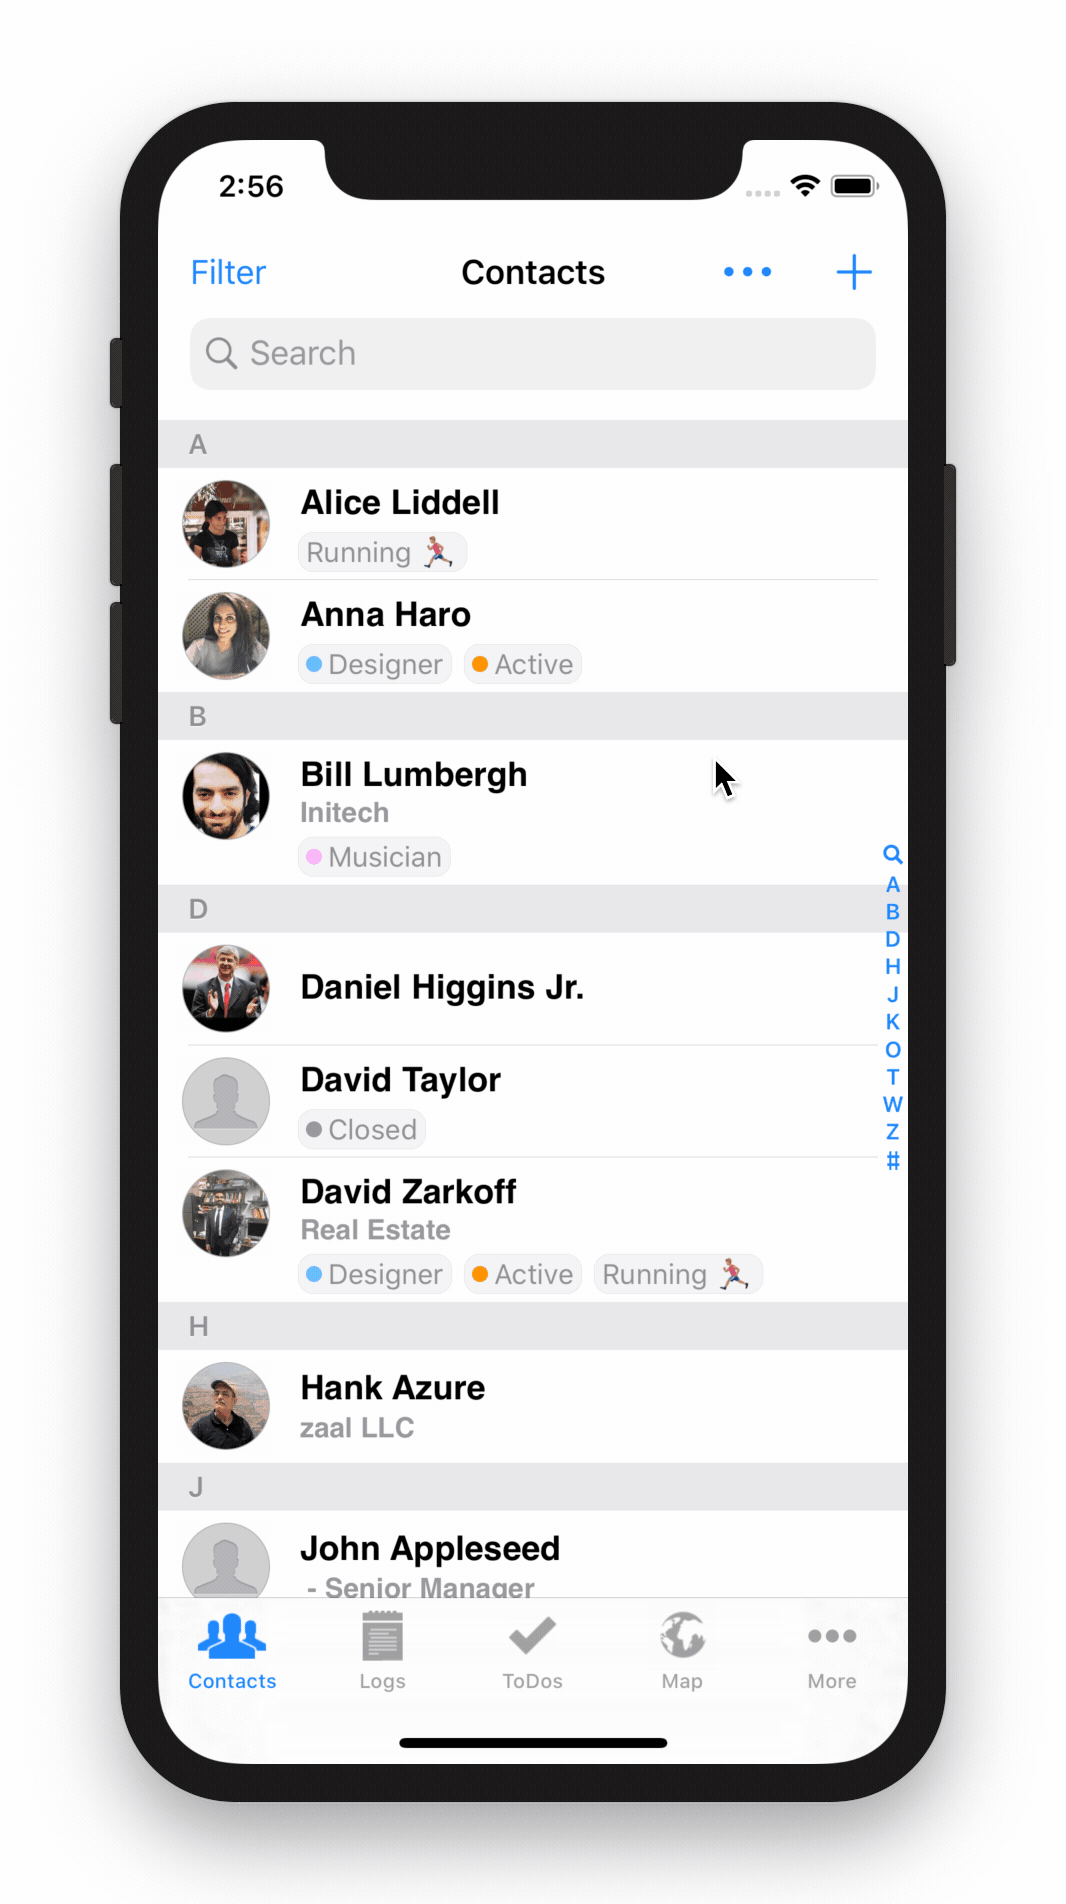 2:56
Filter Contacts
Search
A
Alice Liddell
Running 🏃
Anna Haro
Designer Active
B
Bill Lumbergh
Initech
Musician
D
Daniel Higgins Jr.
David Taylor
Closed
David Zarkoff
Real Estate
Designer Active Running 🏃
H
Hank Azure
zaal LLC
J
John Appleseed
- Senior Manager
A
B
D
H
J
K
O
T
W
Z
#
Contacts Logs ToDos Map More